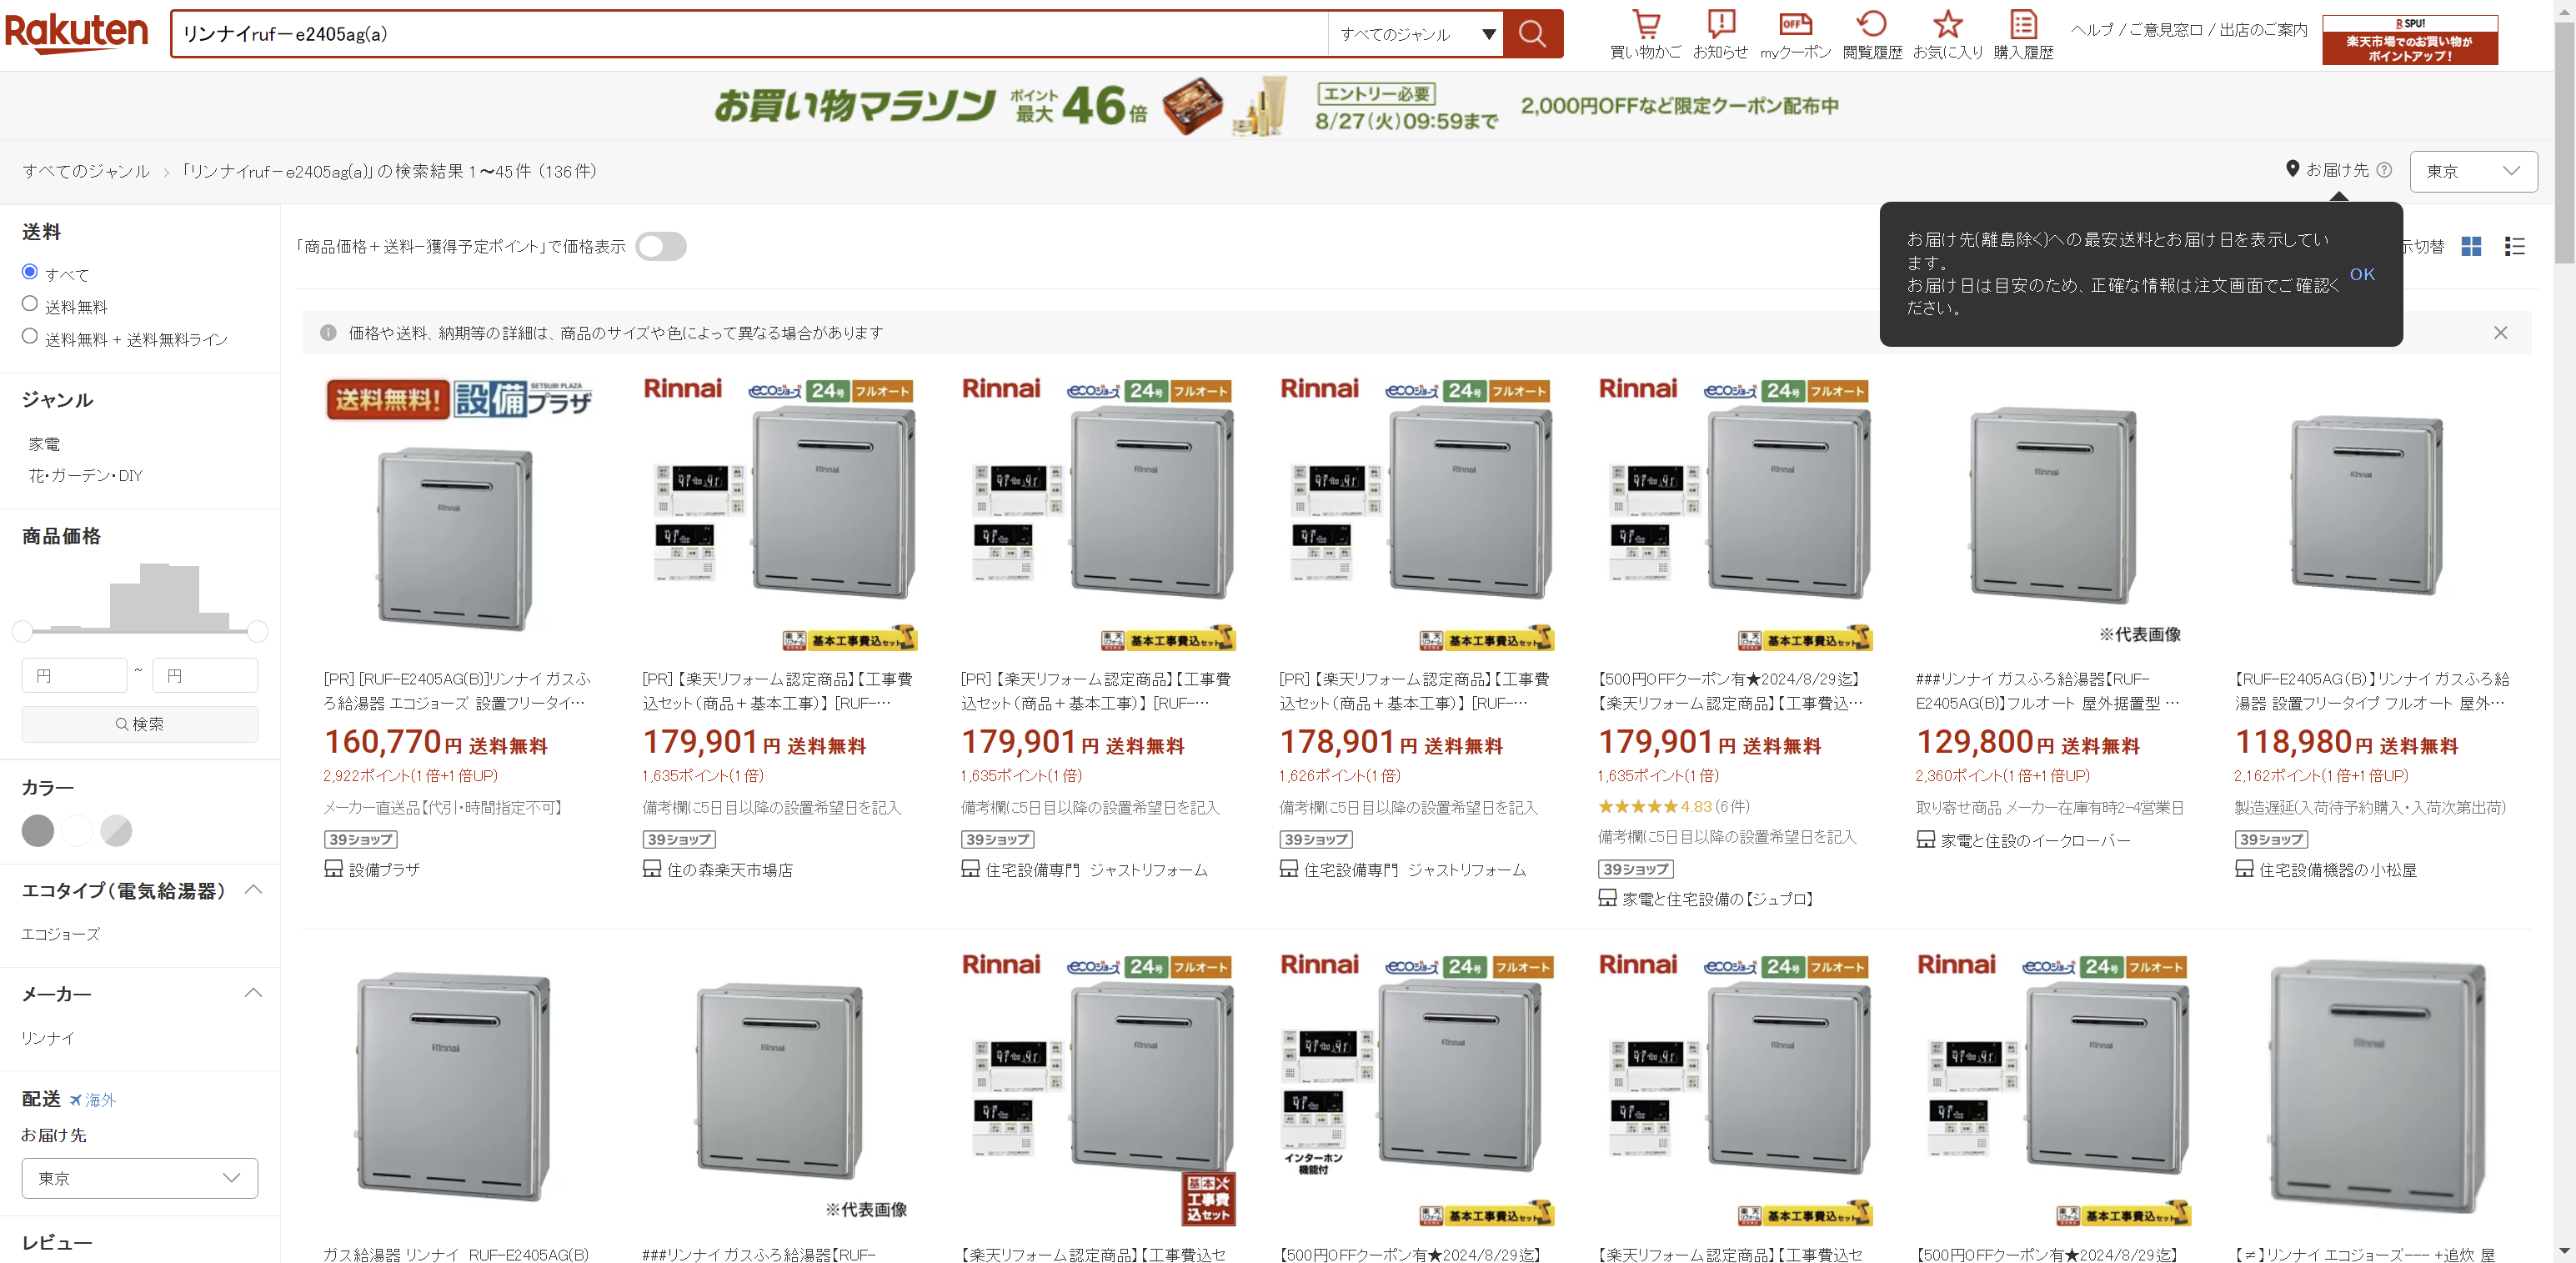 Rakuten
リンナイruf－e2405ag(a)
すべてのジャンル ▼
買い物かご
お知らせ
OFF
myクーポン
閲覧履歴
お気に入り
購入履歴
ヘルプ / ご意見窓口 / 出店のご案内
R SPU!
楽天市場でのお買い物が
ポイントアップ！
お買い物マラソン
ポイント
最大 46 倍
エントリー必要
8/27(火)09:59まで
2,000円OFFなど限定クーポン配布中
すべてのジャンル
「リンナイruf－e2405ag(a)」の検索結果 1～45件 (136件)
お届け先
東京
お届け先(離島除く)への最安送料とお届け日を表示してい
ます。
お届け日は目安のため、正確な情報は注文画面でご確認く
ださい。
OK
示切替
送料
すべて
送料無料
送料無料 + 送料無料ライン
ジャンル
家電
花・ガーデン・DIY
商品価格
円 ~ 円
検索
カラー
エコタイプ（電気給湯器）
エコジョーズ
メーカー
リンナイ
配送 海外
お届け先
東京
レビュー
「商品価格＋送料−獲得予定ポイント」で価格表示
価格や送料、納期等の詳細は、商品のサイズや色によって異なる場合があります
送料無料! 設備プラザ
SETSUBI PLAZA
Rinnai
[PR] [RUF-E2405AG(B)]リンナイ ガスふ
ろ給湯器 エコジョーズ 設置フリータイ…
160,770円 送料無料
2,922ポイント(1倍+1倍UP)
メーカー直送品【代引・時間指定不可】
39ショップ
設備プラザ
Rinnai ecoジョーズ 24号 フルオート
Rinnai
楽天リフォーム 基本工事費込セット
[PR] 【楽天リフォーム認定商品】【工事費
込セット（商品＋基本工事）】 [RUF-…
179,901円 送料無料
1,635ポイント(1倍)
備考欄に5日目以降の設置希望日を記入
39ショップ
住の森楽天市場店
Rinnai ecoジョーズ 24号 フルオート
Rinnai
楽天リフォーム 基本工事費込セット
[PR] 【楽天リフォーム認定商品】【工事費
込セット（商品＋基本工事）】 [RUF-…
179,901円 送料無料
1,635ポイント(1倍)
備考欄に5日目以降の設置希望日を記入
39ショップ
住宅設備専門 ジャストリフォーム
Rinnai ecoジョーズ 24号 フルオート
Rinnai
楽天リフォーム 基本工事費込セット
[PR] 【楽天リフォーム認定商品】【工事費
込セット（商品＋基本工事）】 [RUF-…
178,901円 送料無料
1,626ポイント(1倍)
備考欄に5日目以降の設置希望日を記入
39ショップ
住宅設備専門 ジャストリフォーム
Rinnai ecoジョーズ 24号 フルオート
Rinnai
楽天リフォーム 基本工事費込セット
【500円OFFクーポン有★2024/8/29迄】
【楽天リフォーム認定商品】【工事費込…
179,901円 送料無料
1,635ポイント(1倍)
★★★★★4.83(6件)
備考欄に5日目以降の設置希望日を記入
39ショップ
家電と住宅設備の【ジュプロ】
Rinnai
※代表画像
###リンナイ ガスふろ給湯器【RUF-
E2405AG(B)】フルオート 屋外据置型 …
129,800円 送料無料
2,360ポイント(1倍+1倍UP)
取り寄せ商品 メーカー在庫有時2-4営業日
家電と住設のイークローバー
Rinnai
【RUF-E2405AG（B）】リンナイ ガスふろ給
湯器 設置フリータイプ フルオート 屋外…
118,980円 送料無料
2,162ポイント(1倍+1倍UP)
製造遅延(入荷待予約購入・入荷次第出荷)
39ショップ
住宅設備機器の小松屋
Rinnai
ガス給湯器 リンナイ RUF-E2405AG(B)
Rinnai
※代表画像
###リンナイ ガスふろ給湯器【RUF-
Rinnai ecoジョーズ 24号 フルオート
Rinnai
基本工事費込セット
【楽天リフォーム認定商品】【工事費込セ
Rinnai ecoジョーズ 24号 フルオート
Rinnai
インターホン
機能付
楽天リフォーム 基本工事費込セット
【500円OFFクーポン有★2024/8/29迄】
Rinnai ecoジョーズ 24号 フルオート
Rinnai
楽天リフォーム 基本工事費込セット
【楽天リフォーム認定商品】【工事費込セ
Rinnai ecoジョーズ 24号 フルオート
Rinnai
楽天リフォーム 基本工事費込セット
【500円OFFクーポン有★2024/8/29迄】
Rinnai
【≠】リンナイ エコジョーズ--- +追炊 屋